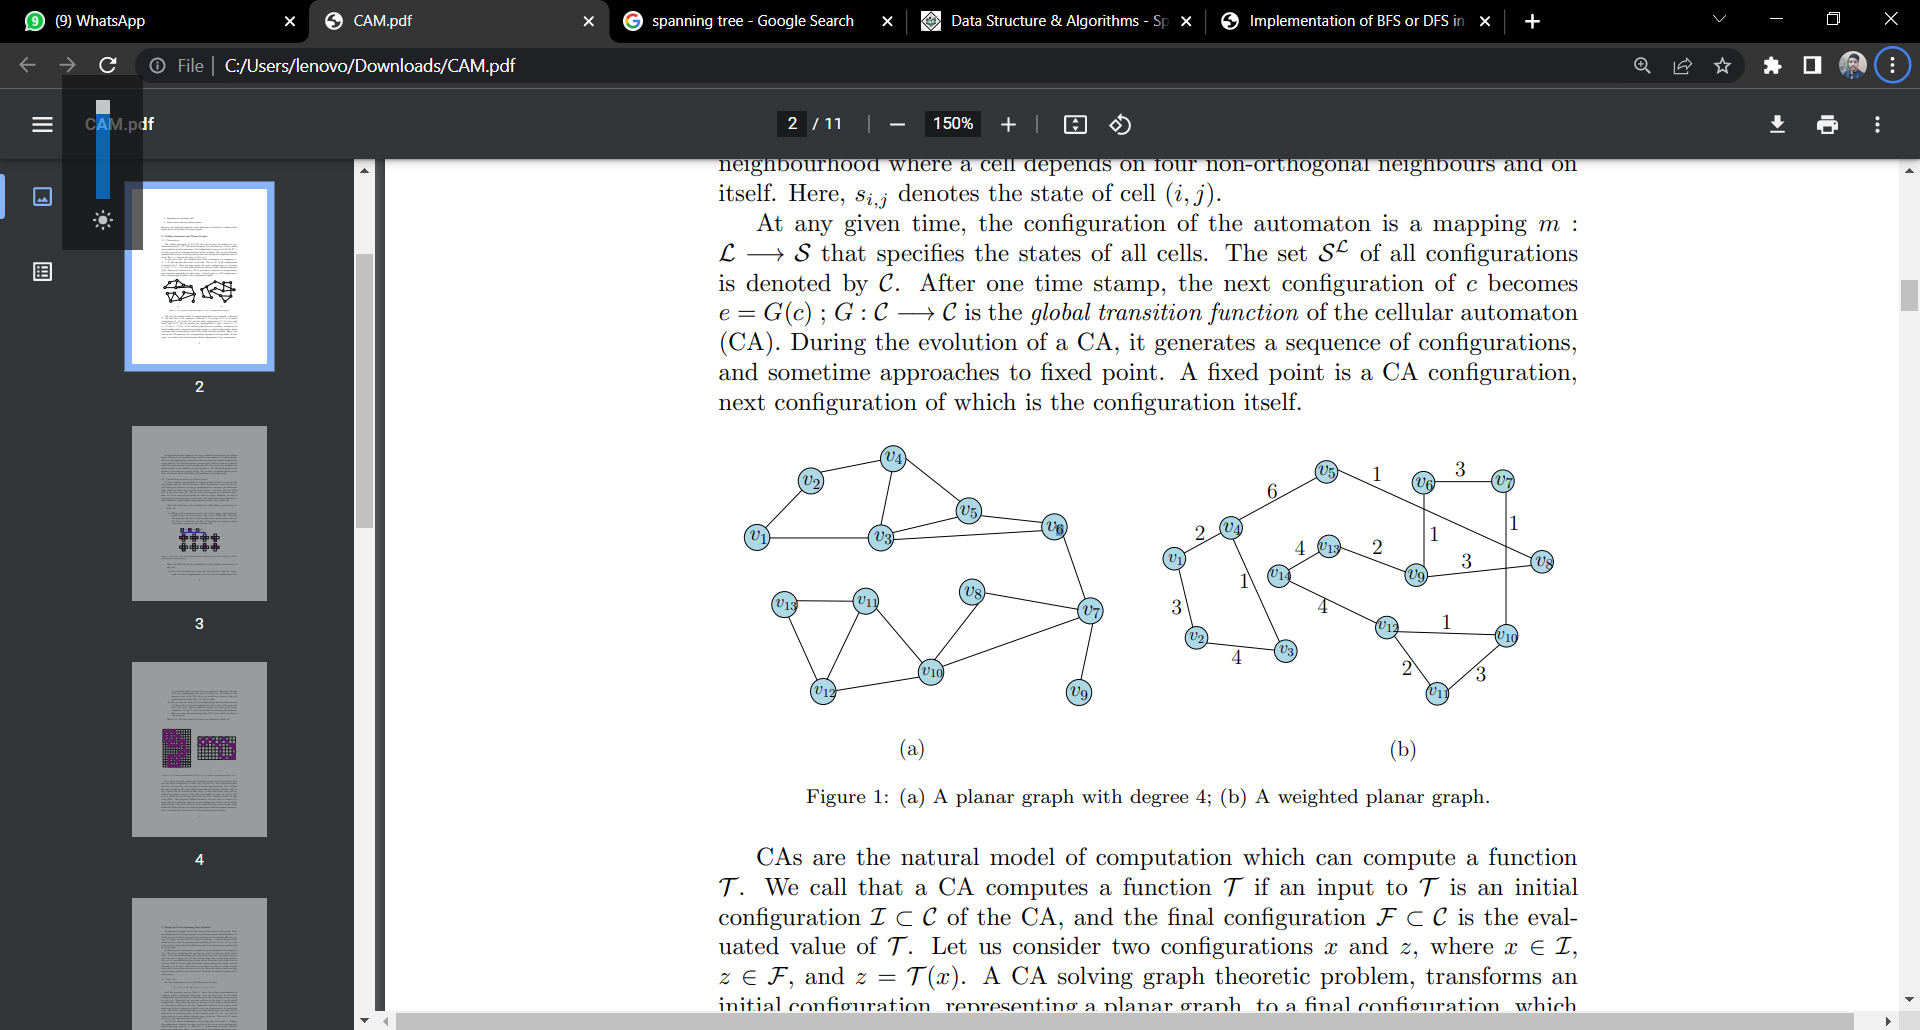 (9) WhatsApp
CAM.pdf
spanning tree - Google Search
Data Structure & Algorithms - Sp
Implementation of BFS or DFS in
File
C:/Users/lenovo/Downloads/CAM.pdf
CAM.pdf
2 / 11
150%
2
3
4
neighbourhood where a cell depends on four non-orthogonal neighbours and on
itself. Here, s_{i,j} denotes the state of cell (i, j).
At any given time, the configuration of the automaton is a mapping m :
ℒ ⟶ 𝒮 that specifies the states of all cells. The set 𝒮^ℒ of all configurations
is denoted by 𝒞. After one time stamp, the next configuration of c becomes
e = G(c) ; G : 𝒞 ⟶ 𝒞 is the global transition function of the cellular automaton
(CA). During the evolution of a CA, it generates a sequence of configurations,
and sometime approaches to fixed point. A fixed point is a CA configuration,
next configuration of which is the configuration itself.
v4
v2
v5
v6
v1
v3
v8
v13
v11
v7
v10
v12
v9
(a)
v5
1
3
v6
v7
6
1
2
v4
1
4
v13
2
v1
3
v8
v14
v9
1
3
4
v12
1
v10
v2
v3
4
2
3
v11
(b)
Figure 1: (a) A planar graph with degree 4; (b) A weighted planar graph.
CAs are the natural model of computation which can compute a function
𝒯. We call that a CA computes a function 𝒯 if an input to 𝒯 is an initial
configuration ℐ ⊂ 𝒞 of the CA, and the final configuration ℱ ⊂ 𝒞 is the eval-
uated value of 𝒯. Let us consider two configurations x and z, where x ∈ ℐ,
z ∈ ℱ, and z = 𝒯(x). A CA solving graph theoretic problem, transforms an
initial configuration, representing a planar graph, to a final configuration, which